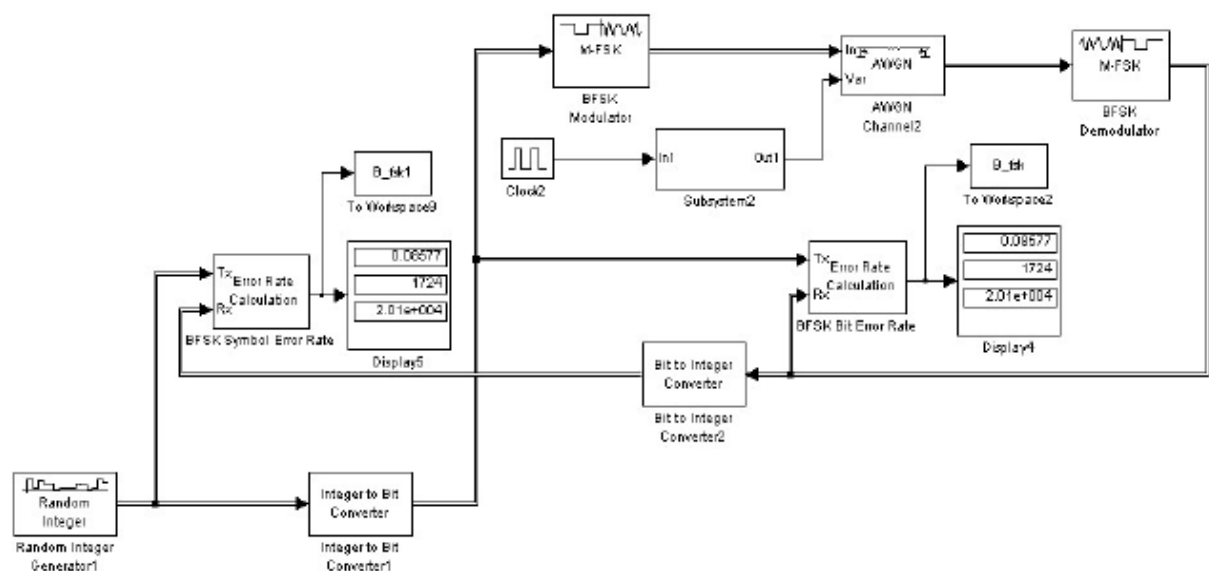 M-FSK
BFSK
Modulator
In
AWGN
Var
AWGN
Channel2
M-FSK
BFSK
Demodulator
Clock2
In1
Out1
Subsystem2
B_fsk1
To Workspace9
B_fsk
To Workspace2
Tx
Rx
Error Rate
Calculation
BFSK Symbol Error Rate
0.08577
1724
2.01e+004
Display5
Tx
Rx
Error Rate
Calculation
BFSK Bit Error Rate
0.08577
1724
2.01e+004
Display4
Bit to Integer
Converter
Bit to Integer
Converter2
Random
Integer
Random Integer
Generator1
Integer to Bit
Converter
Integer to Bit
Converter1